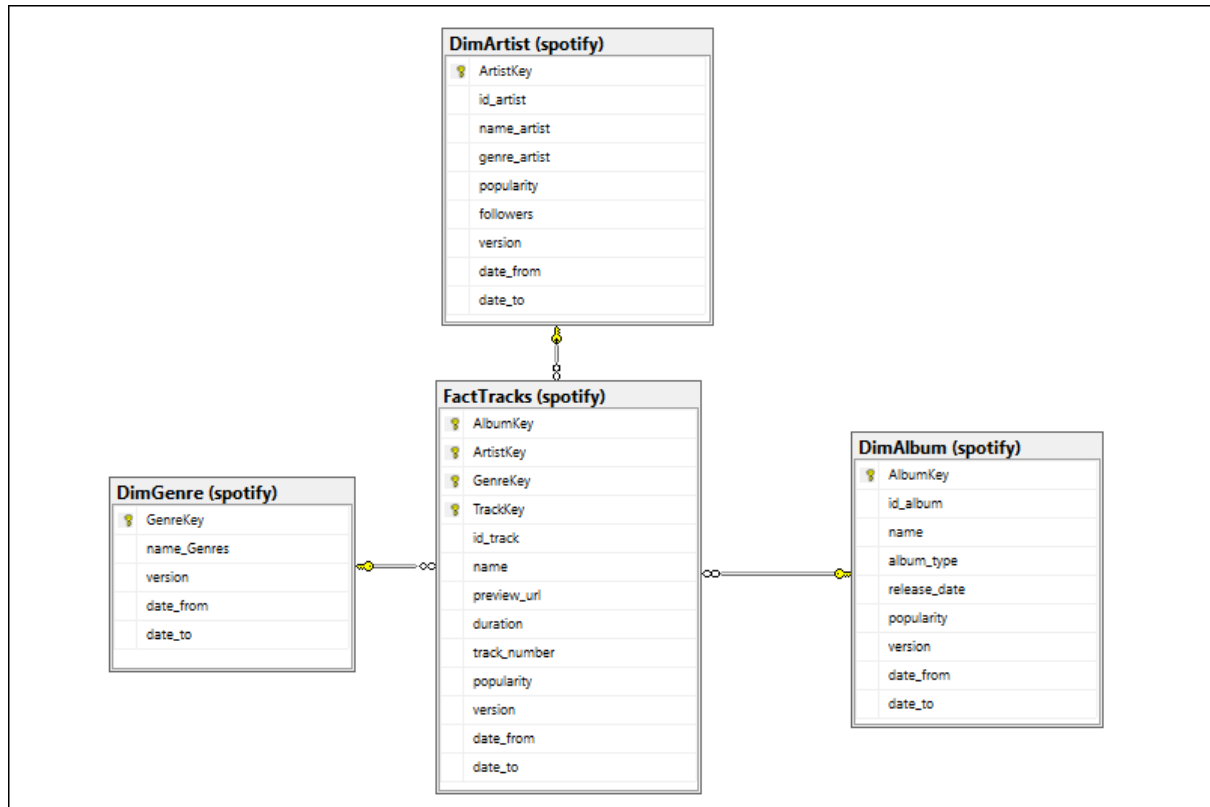 DimArtist (spotify)
ArtistKey
id_artist
name_artist
genre_artist
popularity
followers
version
date_from
date_to
FactTracks (spotify)
AlbumKey
ArtistKey
GenreKey
TrackKey
id_track
name
preview_url
duration
track_number
popularity
version
date_from
date_to
DimGenre (spotify)
GenreKey
name_Genres
version
date_from
date_to
DimAlbum (spotify)
AlbumKey
id_album
name
album_type
release_date
popularity
version
date_from
date_to